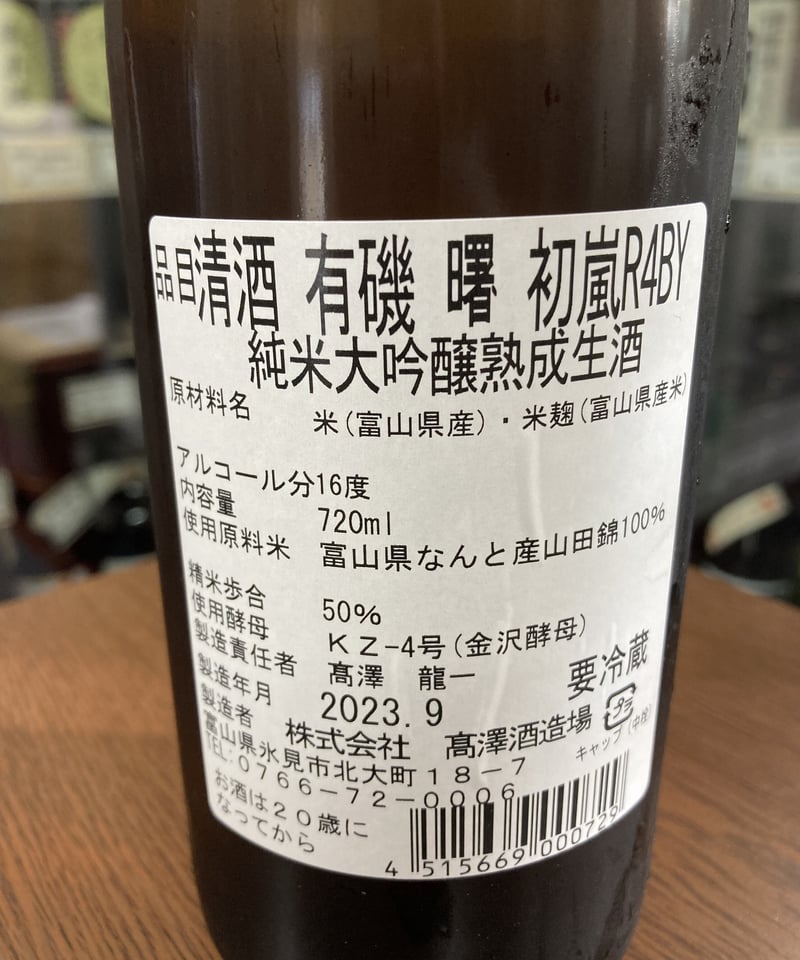 品目清酒 有磯 曙 初嵐R4BY
純米大吟醸熟成生酒
原材料名 米(富山県産)・米麹(富山県産米)
アルコール分16度
内容量 720ml
使用原料米 富山県なんと産山田錦100%
精米歩合 50%
使用酵母 KZ-4号(金沢酵母)
製造責任者 髙澤 龍一
製造年月 2023.9
要冷蔵
製造者 株式会社 髙澤酒造場
プラ
キャップ(中栓)
富山県氷見市北大町18-7
TEL:0766-72-0006
お酒は20歳に
なってから
4 515669 000729